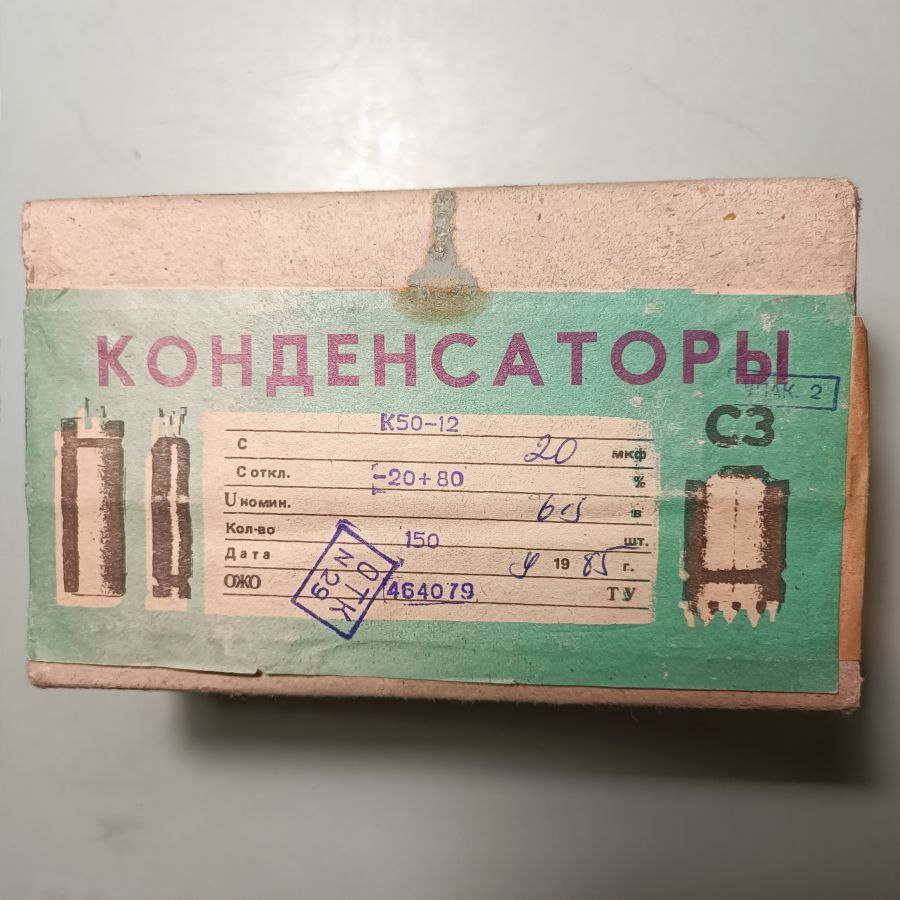 КОНДЕНСАТОРЫ
УПАК. 2
СЗ
К50-12
С 20 мкф
С откл. -20+80 %
U номин. в
Кол-во 150 шт.
Дата 1985 г.
ОЖО 464079 ТУ
ОТК
N 29